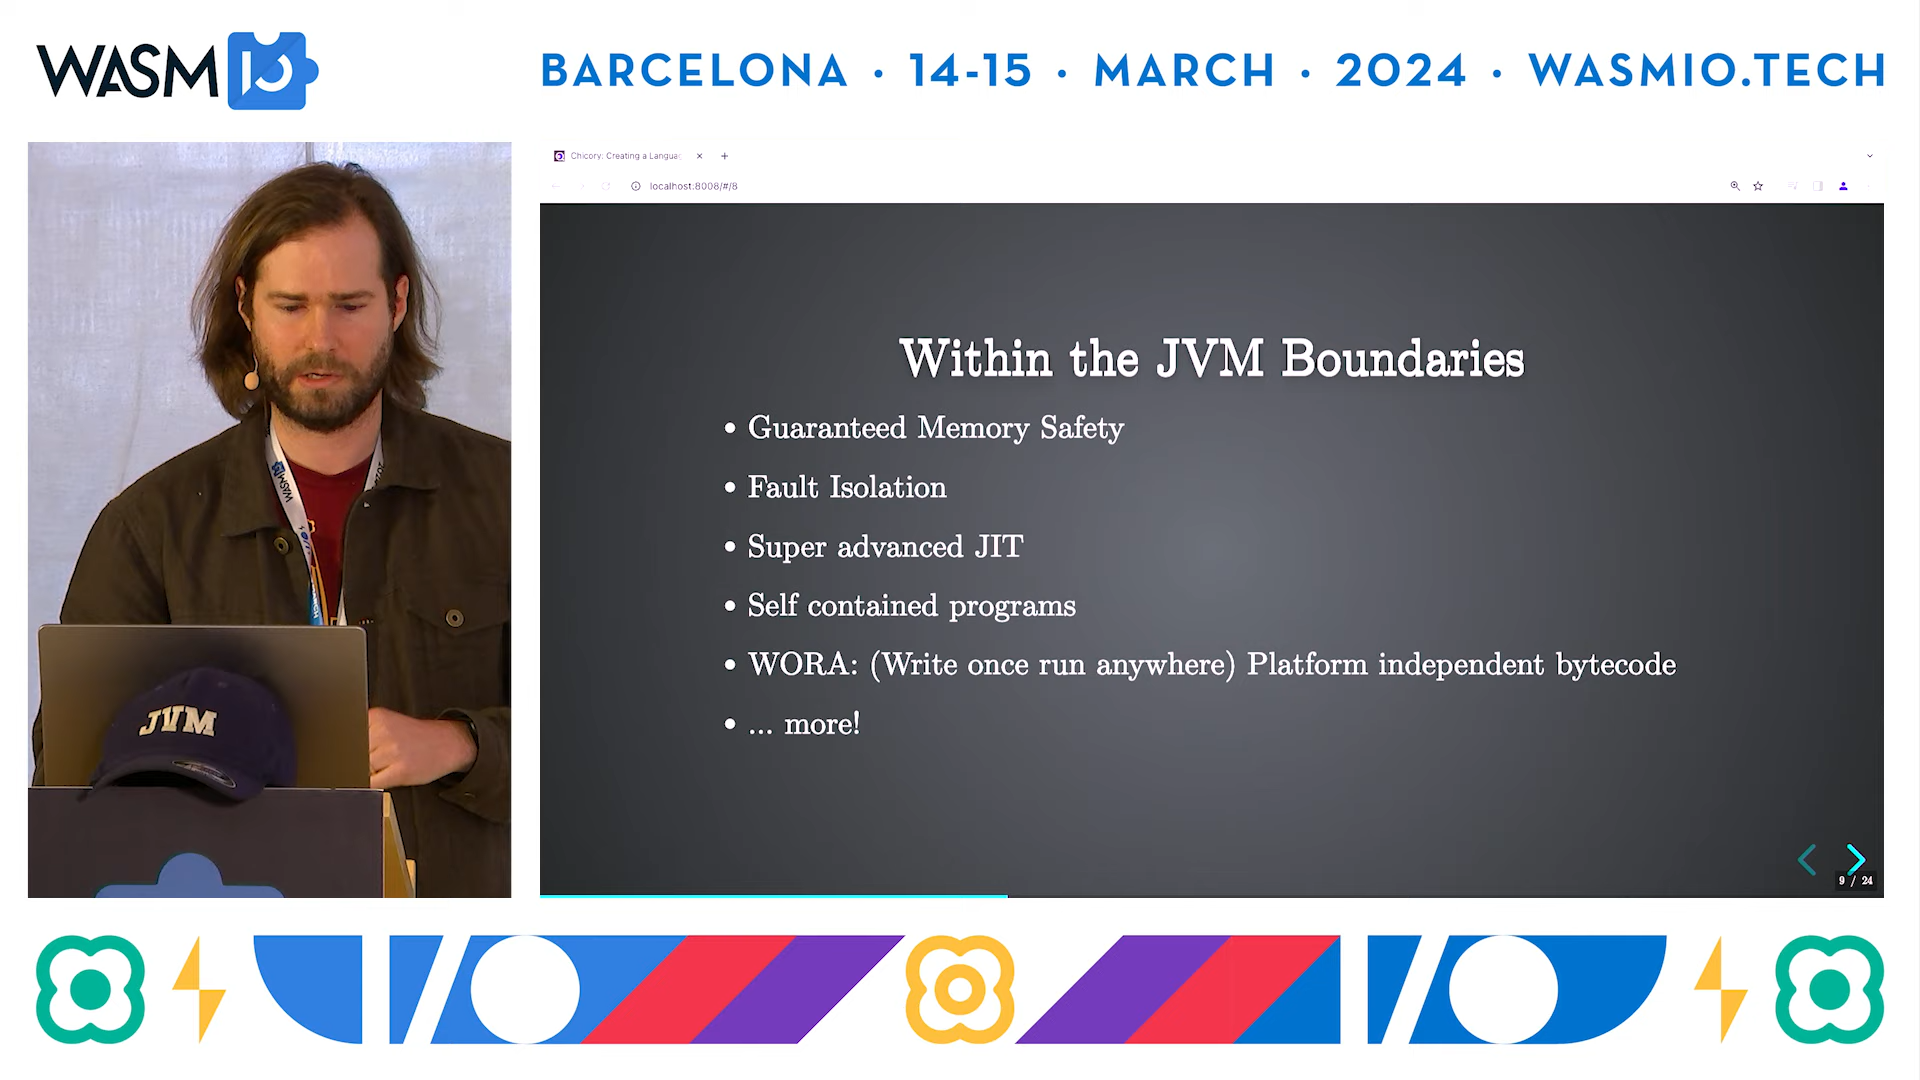 WASM IO
BARCELONA · 14-15 · MARCH · 2024 · WASMIO.TECH
Chicory: Creating a Langua
localhost:8008/#/8
Within the JVM Boundaries
• Guaranteed Memory Safety
• Fault Isolation
• Super advanced JIT
• Self contained programs
• WORA: (Write once run anywhere) Platform independent bytecode
• ... more!
9 / 24
WASM
JVM